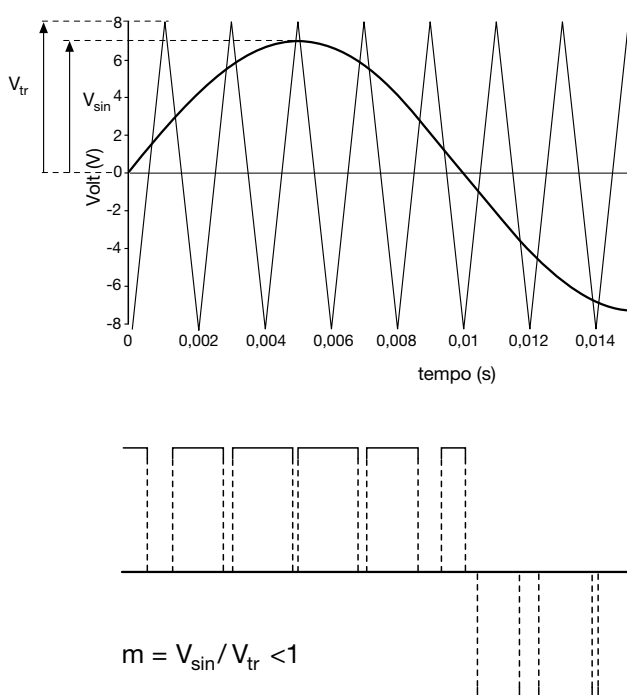 8
6
4
2
0
-2
-4
-6
-8
V_tr
V_sin
Volt (V)
0 0,002 0,004 0,006 0,008 0,01 0,012 0,014
tempo (s)
m = V_sin / V_tr <1